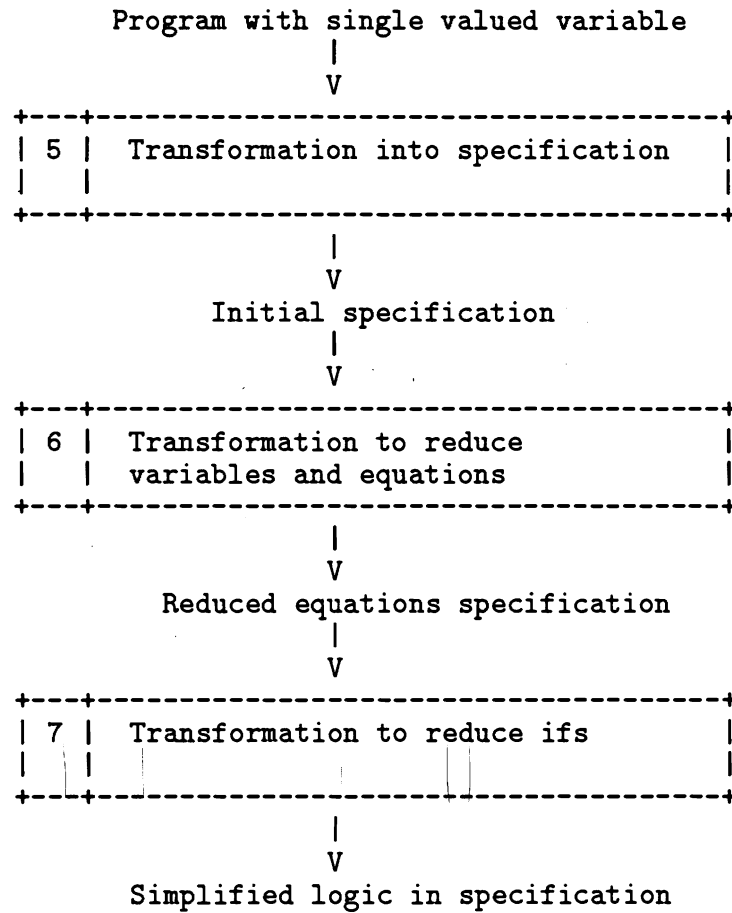 Program with single valued variable
5 Transformation into specification
Initial specification
6 Transformation to reduce
variables and equations
Reduced equations specification
7 Transformation to reduce ifs
Simplified logic in specification